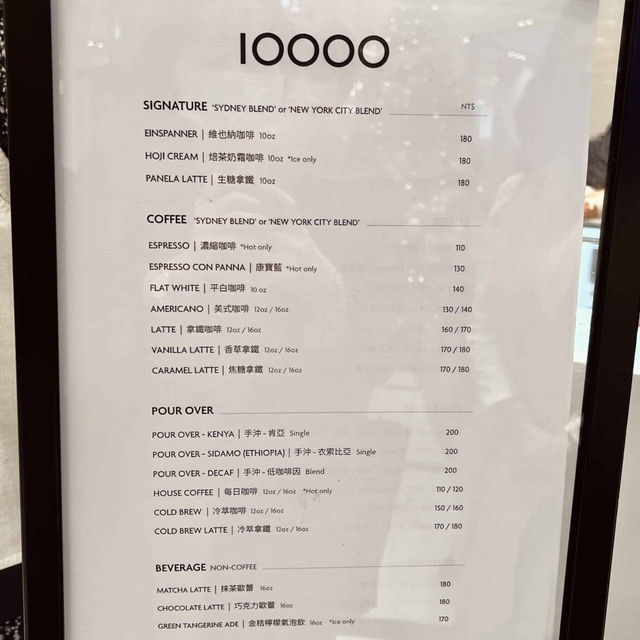 10000
SIGNATURE 'SYDNEY BLEND' or 'NEW YORK CITY BLEND' NT$
EINSPANNER | 維也納咖啡 10oz 180
HOJI CREAM | 焙茶奶霜咖啡 10oz *Ice only 180
PANELA LATTE | 生糖拿鐵 10oz 180
COFFEE 'SYDNEY BLEND' or 'NEW YORK CITY BLEND'
ESPRESSO | 濃縮咖啡 *Hot only 110
ESPRESSO CON PANNA | 康寶藍 *Hot only 130
FLAT WHITE | 平白咖啡 10 oz 140
AMERICANO | 美式咖啡 12oz / 16oz 130 / 140
LATTE | 拿鐵咖啡 12oz / 16oz 160 / 170
VANILLA LATTE | 香草拿鐵 12oz / 16oz 170 / 180
CARAMEL LATTE | 焦糖拿鐵 12oz / 16oz 170 / 180
POUR OVER
POUR OVER - KENYA | 手沖 - 肯亞 Single 200
POUR OVER - SIDAMO (ETHIOPIA) | 手沖 - 衣索比亞 Single 200
POUR OVER - DECAF | 手沖 - 低咖啡因 Blend 200
HOUSE COFFEE | 每日咖啡 12oz / 16oz *Hot only 110 / 120
COLD BREW | 冷萃咖啡 12oz / 16oz 150 / 160
COLD BREW LATTE | 冷萃拿鐵 12oz / 16oz 170 / 180
BEVERAGE NON-COFFEE
MATCHA LATTE | 抹茶歐蕾 16oz 180
CHOCOLATE LATTE | 巧克力歐蕾 16oz 180
GREEN TANGERINE ADE | 金桔檸檬氣泡飲 16oz *Ice only 170